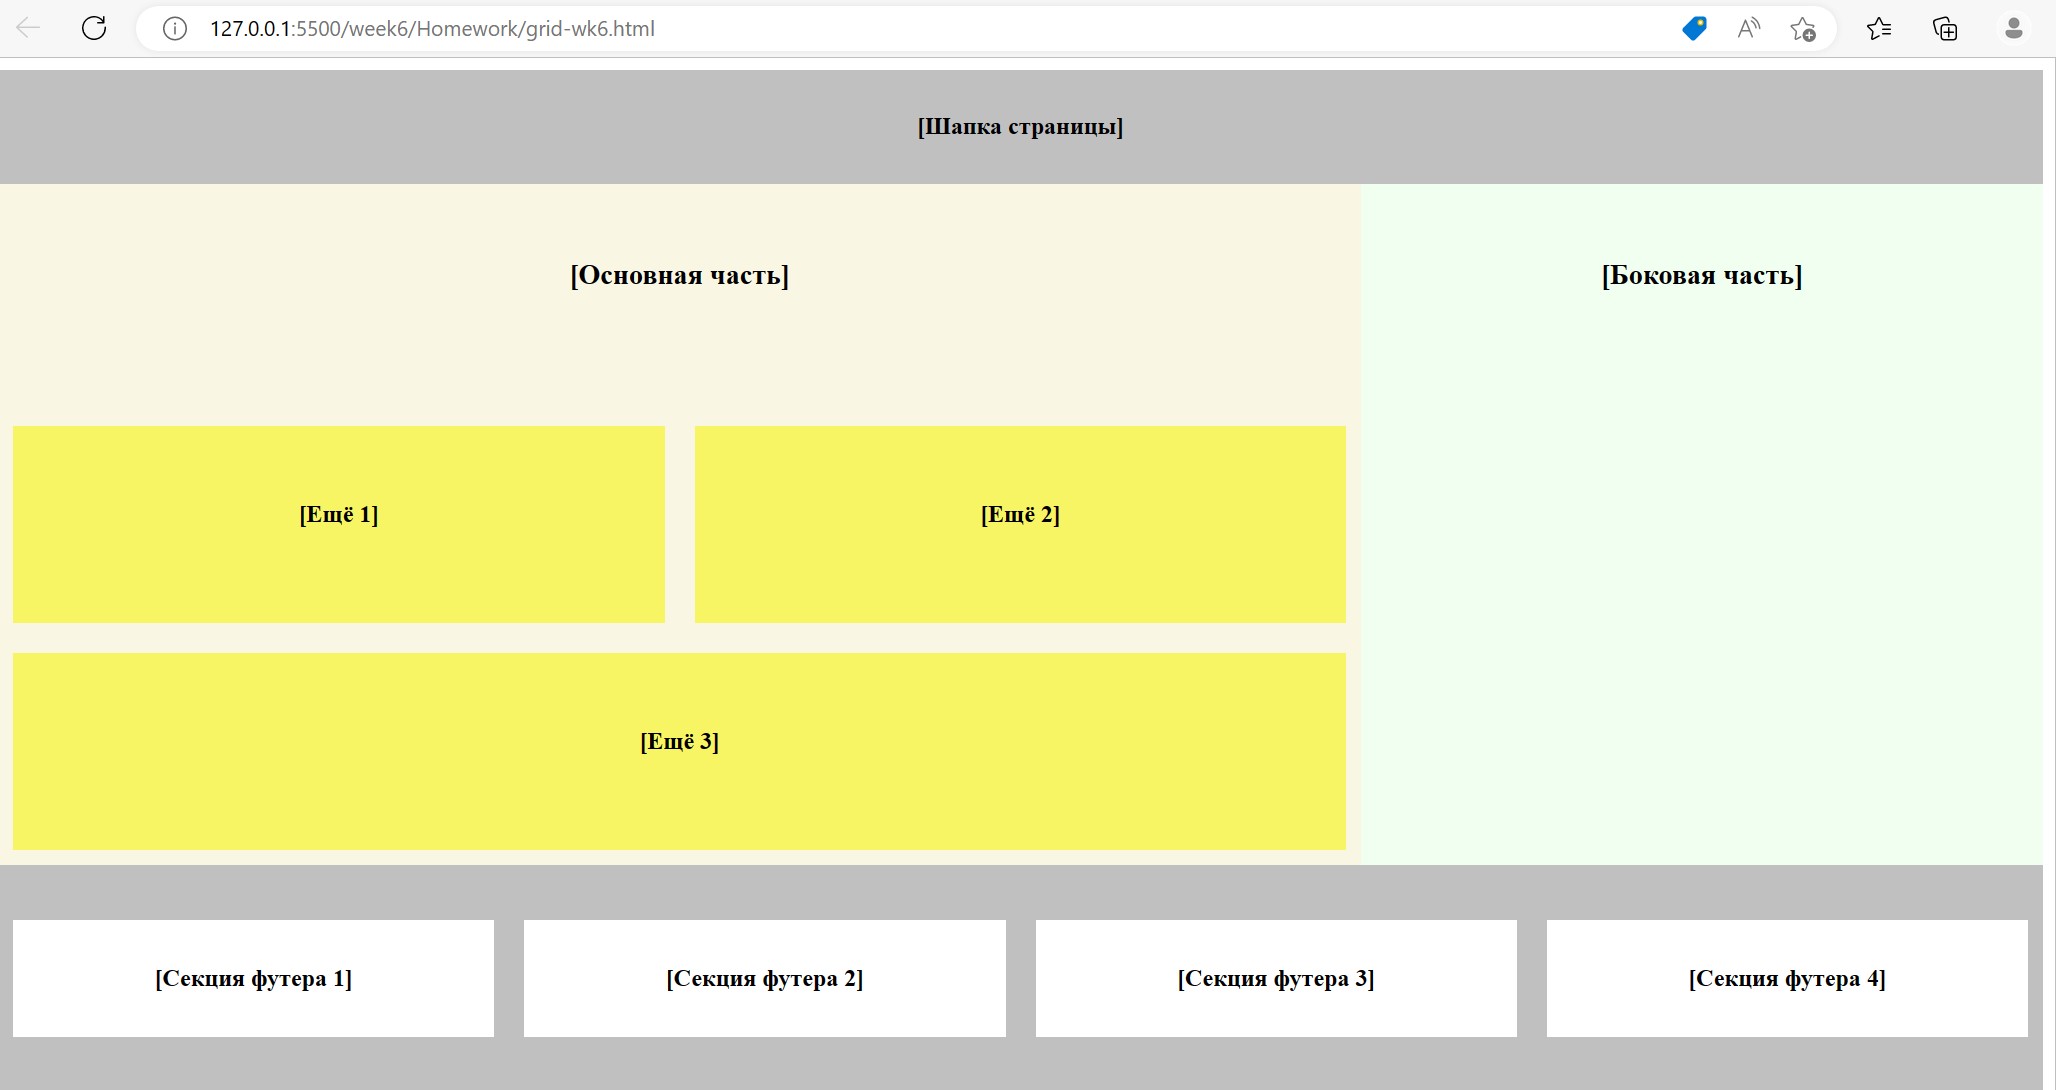 127.0.0.1:5500/week6/Homework/grid-wk6.html
[Шапка страницы]
[Основная часть]
[Боковая часть]
[Ещё 1]
[Ещё 2]
[Ещё 3]
[Секция футера 1]
[Секция футера 2]
[Секция футера 3]
[Секция футера 4]